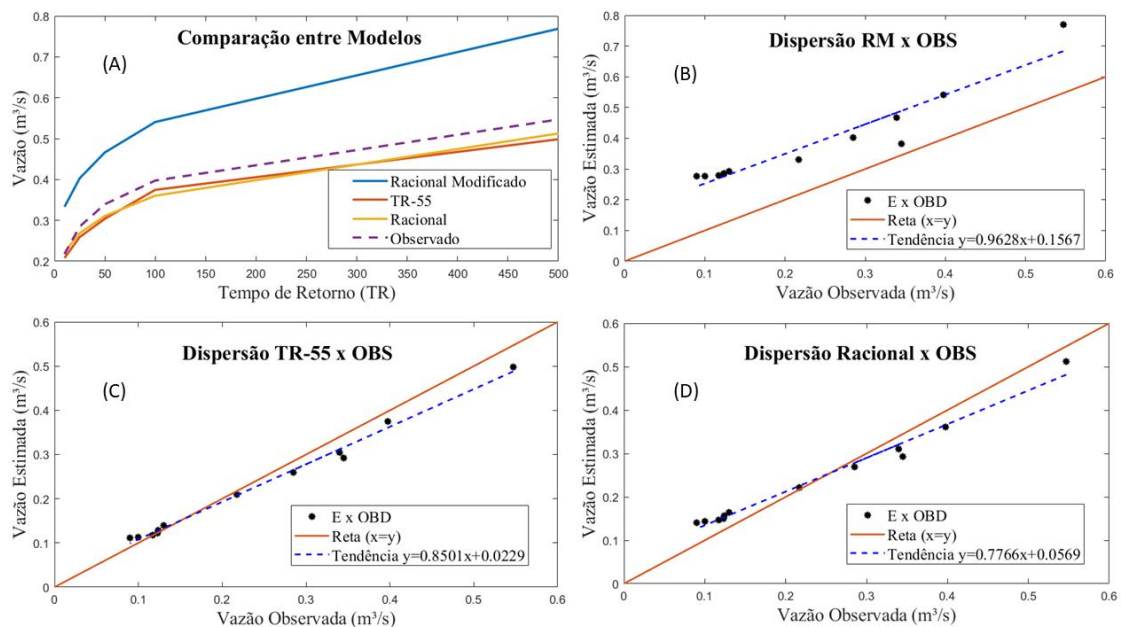 Comparação entre Modelos
(A)
Vazão (m³/s)
0.8
0.7
0.6
0.5
0.4
0.3
0.2
0 50 100 150 200 250 300 350 400 450 500
Tempo de Retorno (TR)
Racional Modificado
TR-55
Racional
Observado
Dispersão RM x OBS
(B)
Vazão Estimada (m³/s)
0.8
0.7
0.6
0.5
0.4
0.3
0.2
0.1
0
0 0.1 0.2 0.3 0.4 0.5 0.6
Vazão Observada (m³/s)
E x OBD
Reta (x=y)
Tendência y=0.9628x+0.1567
Dispersão TR-55 x OBS
(C)
Vazão Estimada (m³/s)
0.6
0.5
0.4
0.3
0.2
0.1
0
0 0.1 0.2 0.3 0.4 0.5 0.6
Vazão Observada (m³/s)
E x OBD
Reta (x=y)
Tendência y=0.8501x+0.0229
Dispersão Racional x OBS
(D)
Vazão Estimada (m³/s)
0.6
0.5
0.4
0.3
0.2
0.1
0
0 0.1 0.2 0.3 0.4 0.5 0.6
Vazão Observada (m³/s)
E x OBD
Reta (x=y)
Tendência y=0.7766x+0.0569